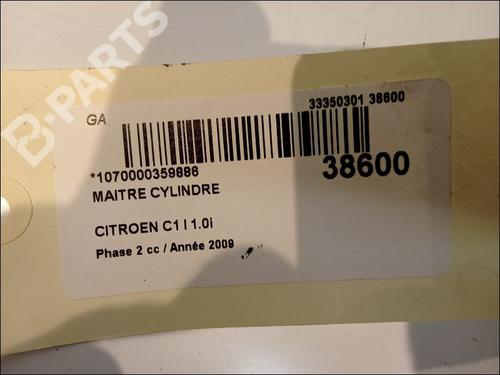 B-PARTS
GA
33350301 38600
*1070000359886
38600
MAITRE CYLINDRE
CITROEN C1 I 1.0i
Phase 2 cc / Année 2009